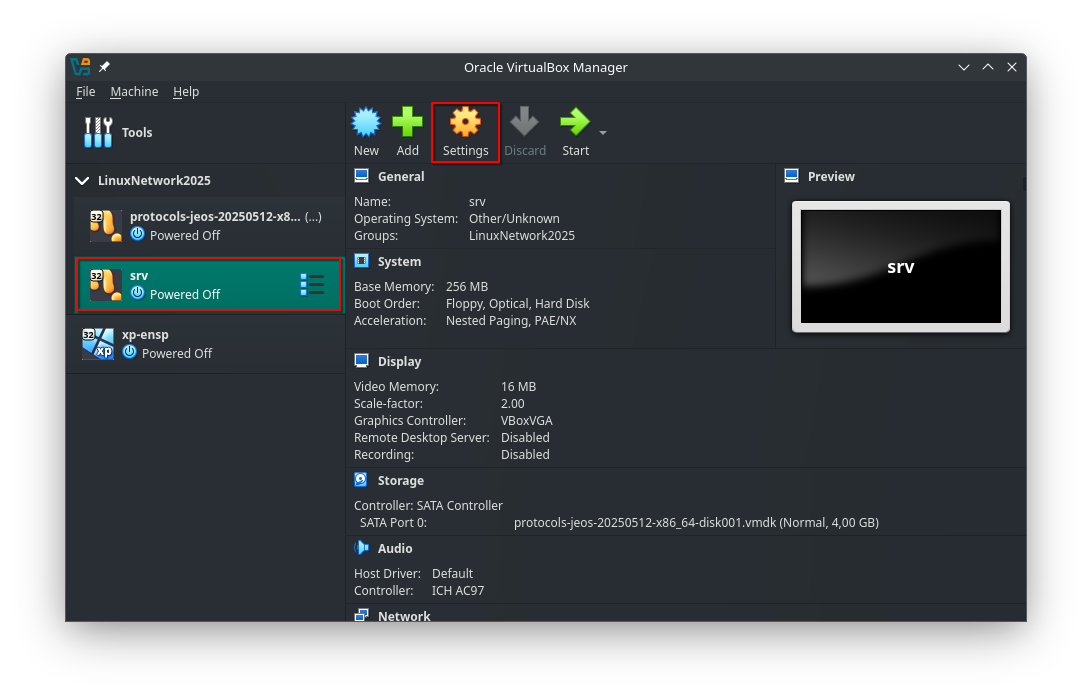 Oracle VirtualBox Manager
File Machine Help
Tools
New Add Settings Discard Start
LinuxNetwork2025
32 protocols-jeos-20250512-x8... (...)
Powered Off
32 srv
Powered Off
32 xp xp-ensp
Powered Off
General
Name: srv
Operating System: Other/Unknown
Groups: LinuxNetwork2025
System
Base Memory: 256 MB
Boot Order: Floppy, Optical, Hard Disk
Acceleration: Nested Paging, PAE/NX
Preview
srv
Display
Video Memory: 16 MB
Scale-factor: 2.00
Graphics Controller: VBoxVGA
Remote Desktop Server: Disabled
Recording: Disabled
Storage
Controller: SATA Controller
SATA Port 0: protocols-jeos-20250512-x86_64-disk001.vmdk (Normal, 4,00 GB)
Audio
Host Driver: Default
Controller: ICH AC97
Network